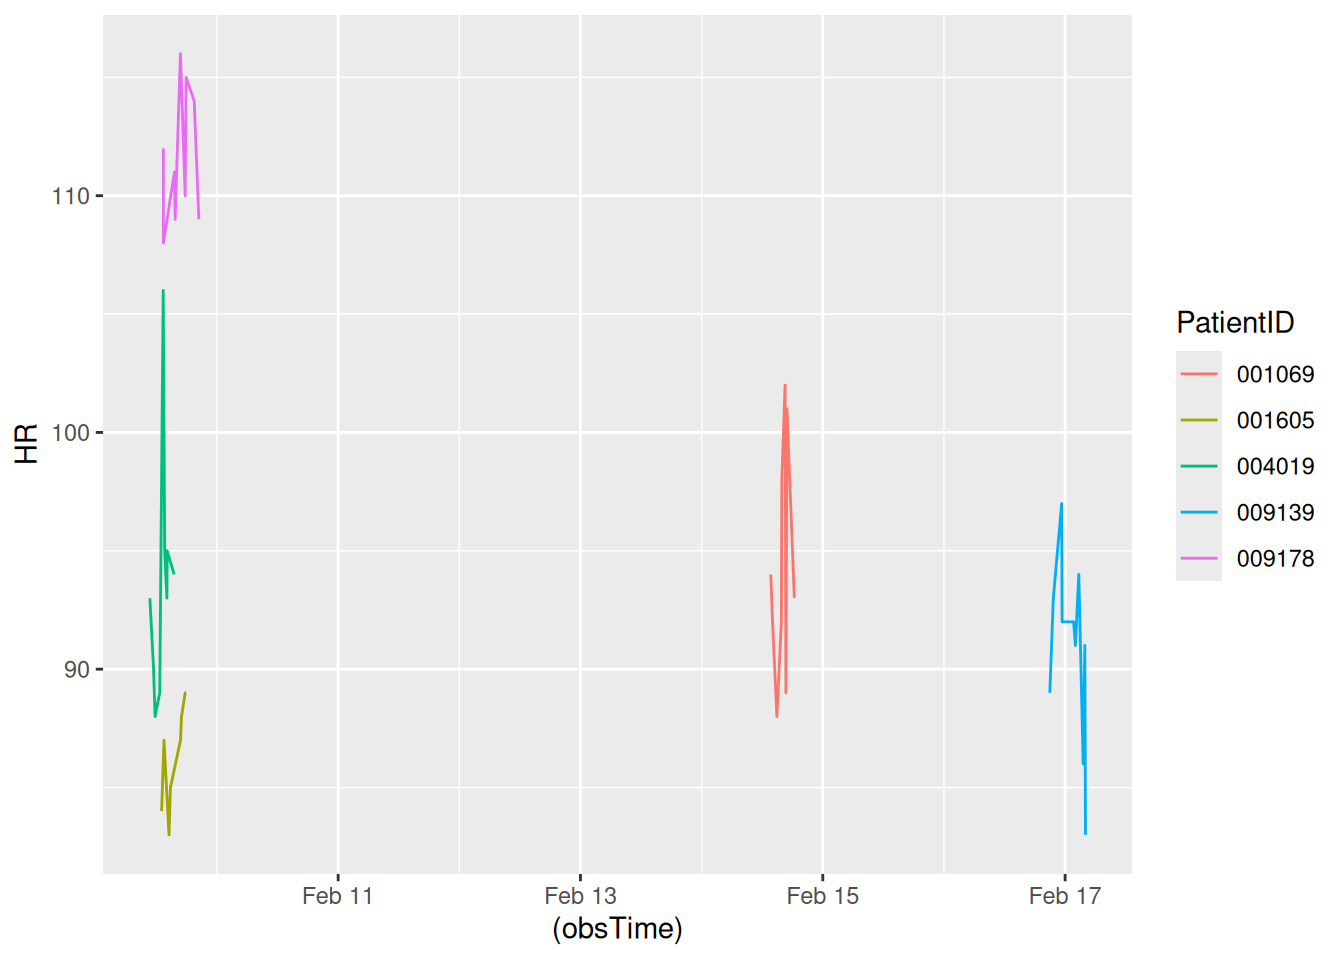 110
100
90
HR
Feb 11
Feb 13
Feb 15
Feb 17
(obsTime)
PatientID
001069
001605
004019
009139
009178